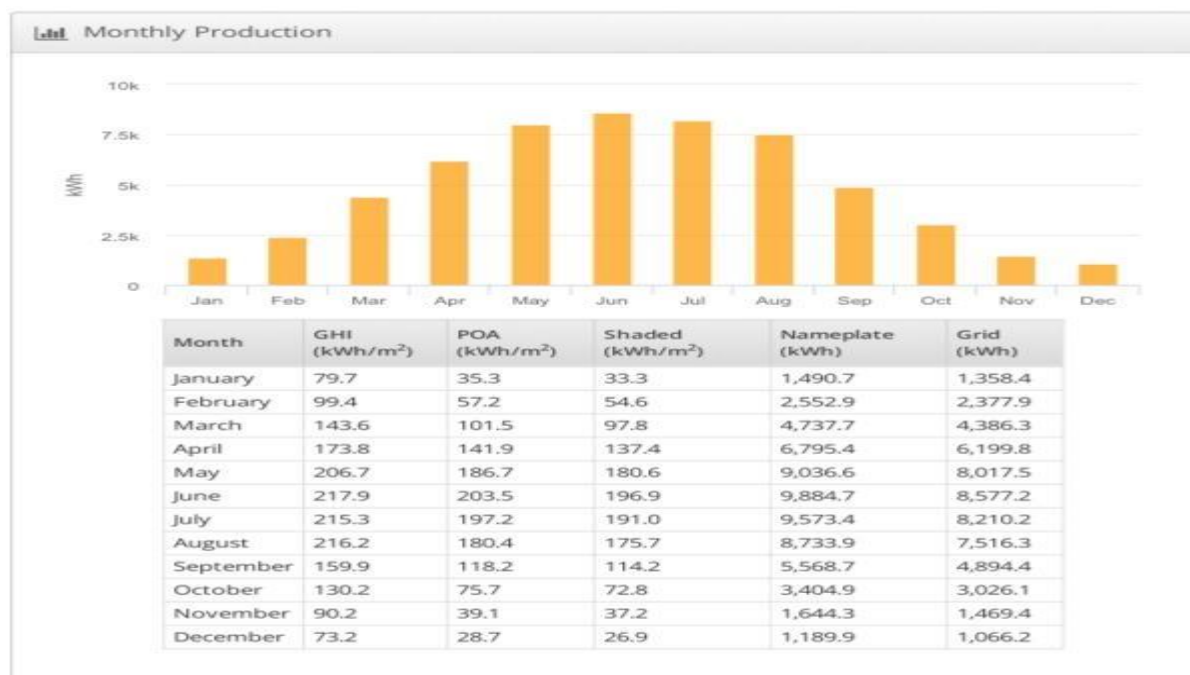 Monthly Production
10k
7.5k
5k
2.5k
0
kWh
Jan Feb Mar Apr May Jun Jul Aug Sep Oct Nov Dec
Month GHI (kWh/m²) POA (kWh/m²) Shaded (kWh/m²) Nameplate (kWh) Grid (kWh)
January 79.7 35.3 33.3 1,490.7 1,358.4
February 99.4 57.2 54.6 2,552.9 2,377.9
March 143.6 101.5 97.8 4,737.7 4,386.3
April 173.8 141.9 137.4 6,795.4 6,199.8
May 206.7 186.7 180.6 9,036.6 8,017.5
June 217.9 203.5 196.9 9,884.7 8,577.2
July 215.3 197.2 191.0 9,573.4 8,210.2
August 216.2 180.4 175.7 8,733.9 7,516.3
September 159.9 118.2 114.2 5,568.7 4,894.4
October 130.2 75.7 72.8 3,404.9 3,026.1
November 90.2 39.1 37.2 1,644.3 1,469.4
December 73.2 28.7 26.9 1,189.9 1,066.2